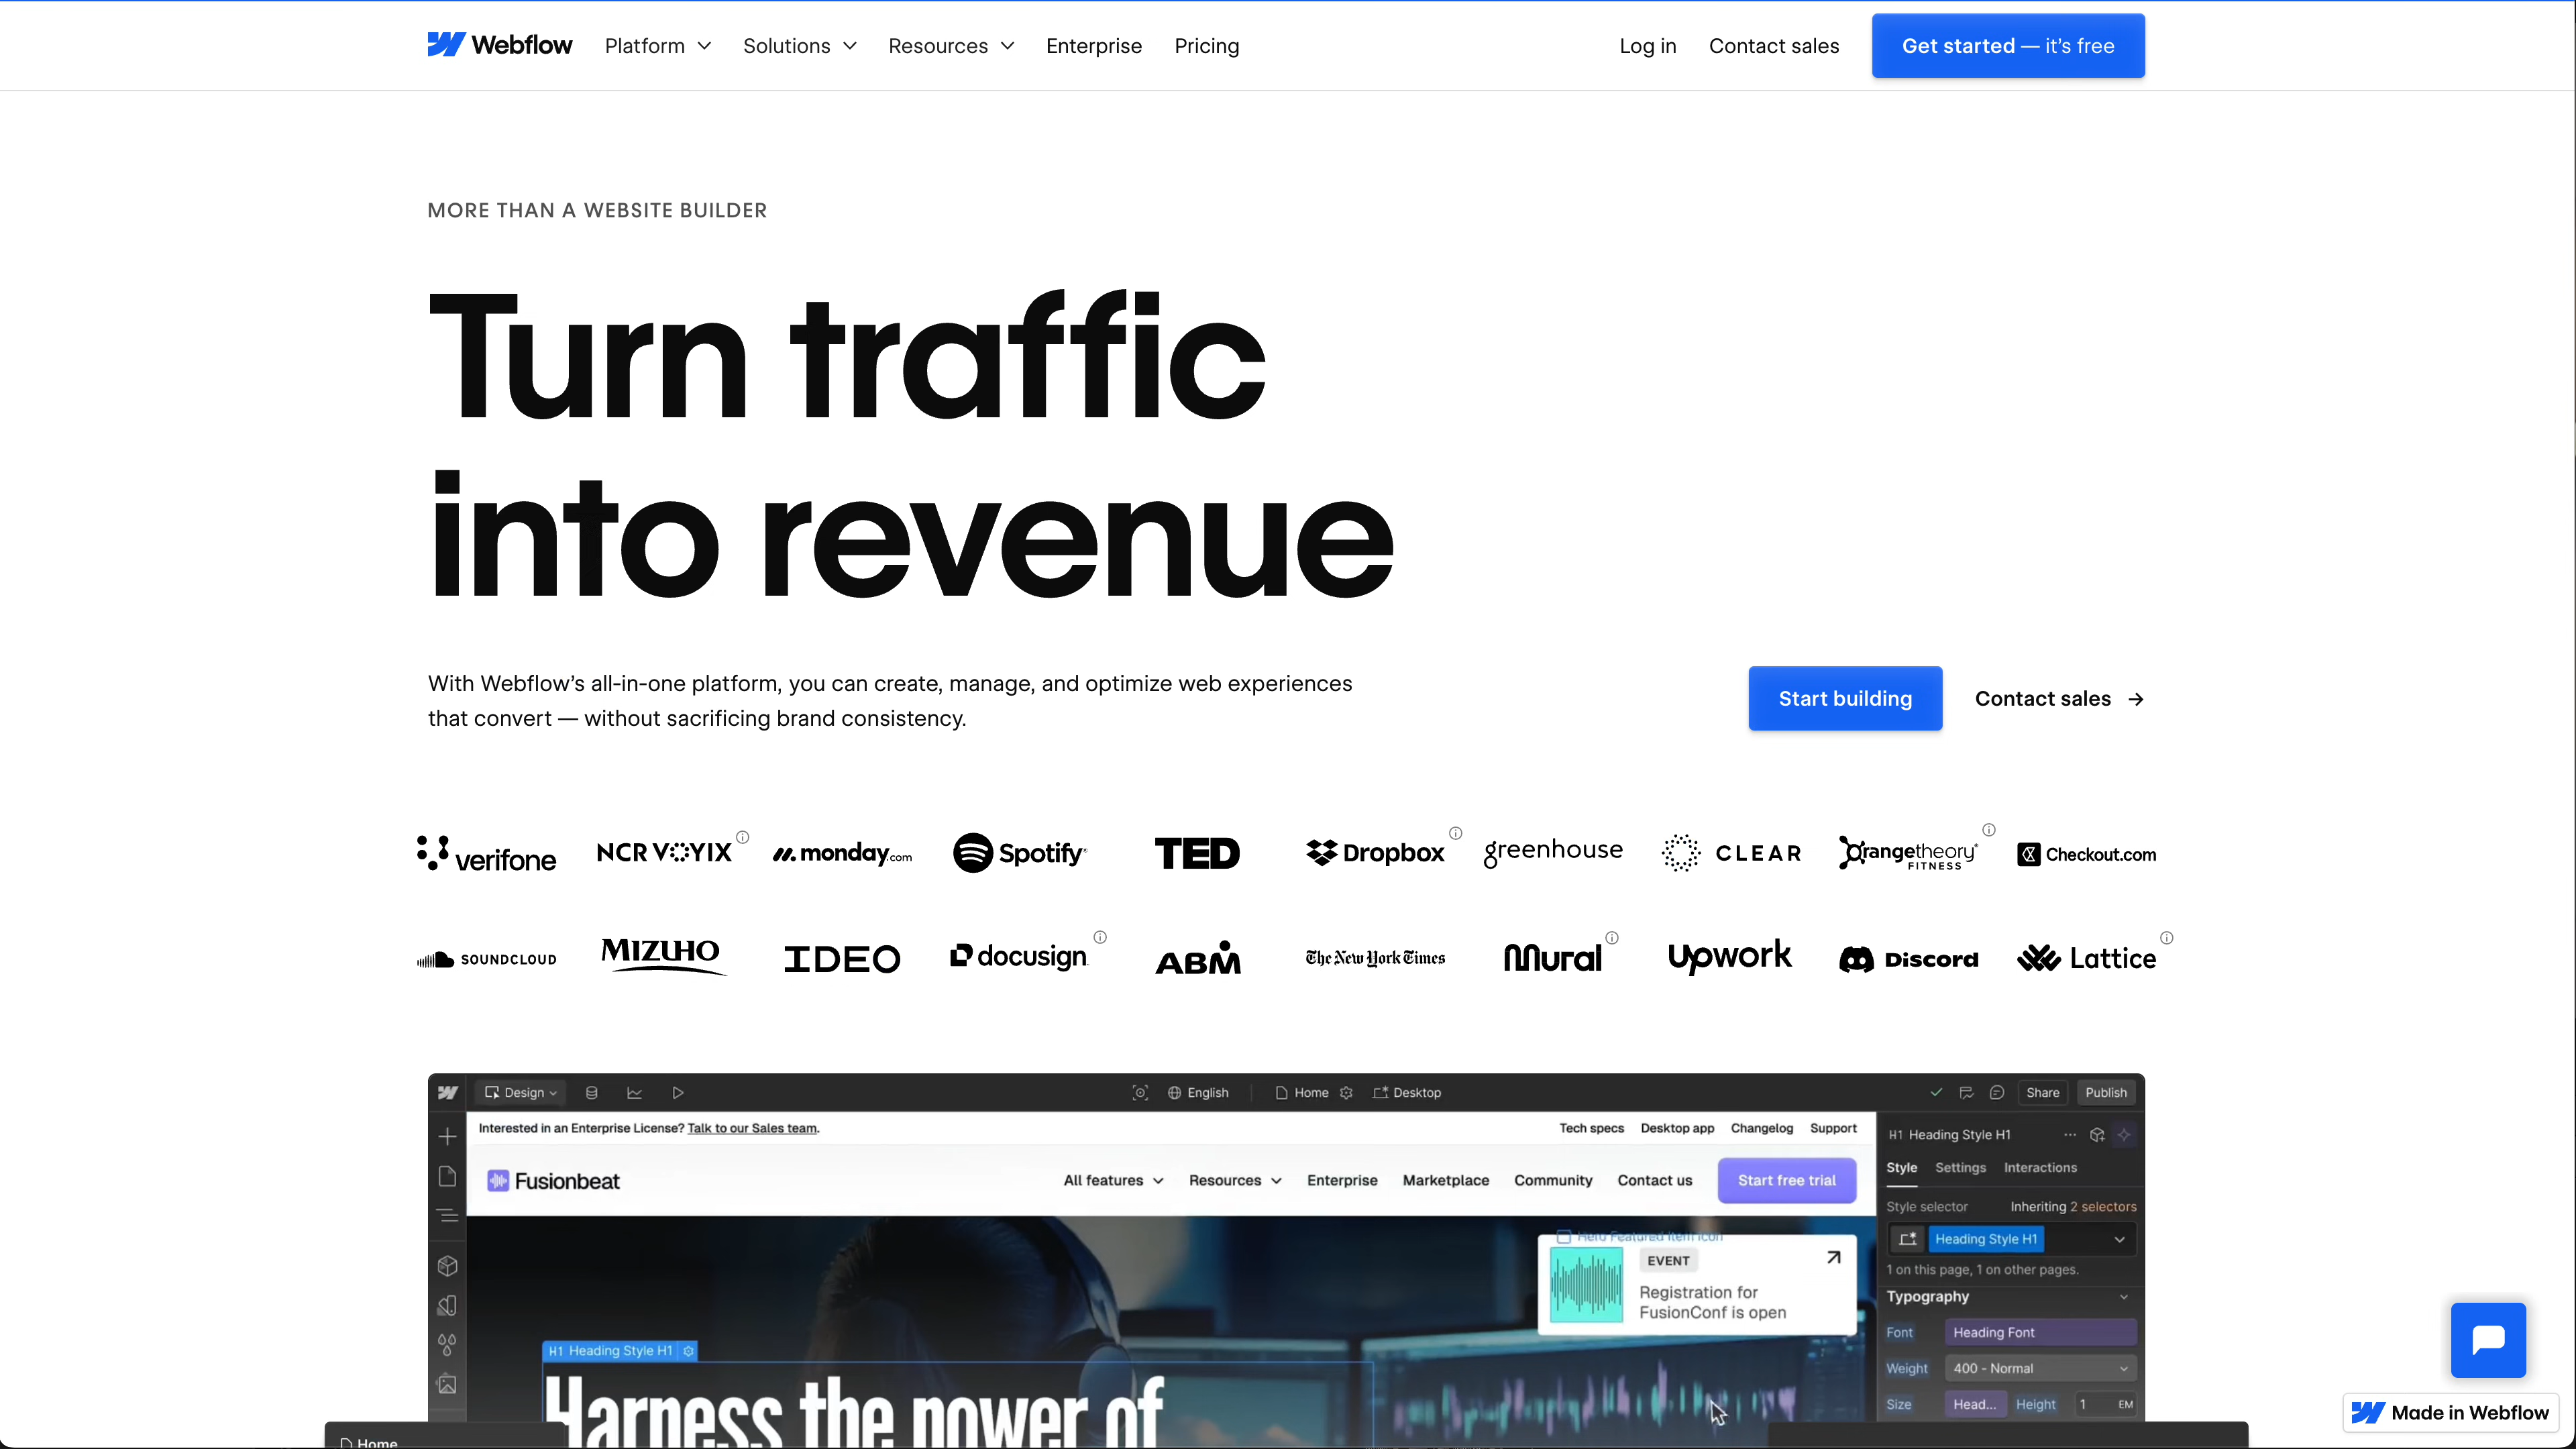 Webflow Platform Solutions Resources Enterprise Pricing Log in Contact sales Get started — it's free
MORE THAN A WEBSITE BUILDER
Turn traffic
into revenue
With Webflow's all-in-one platform, you can create, manage, and optimize web experiences
that convert — without sacrificing brand consistency.
Start building Contact sales →
verifone NCR VOYIX monday.com Spotify TED Dropbox greenhouse CLEAR Orangetheory FITNESS Checkout.com
SOUNDCLOUD MIZUHO IDEO docusign ABM The New York Times Mural Upwork Discord Lattice
Design English Home Desktop Share Publish
Interested in an Enterprise License? Talk to our Sales team. Tech specs Desktop app Changelog Support
Fusionbeat All features Resources Enterprise Marketplace Community Contact us Start free trial
Hero Featured Item Icon
EVENT
Registration for
FusionConf is open
H1 Heading Style H1
Harness the power of
H1 Heading Style H1
Style Settings Interactions
Style selector Inheriting 2 selectors
Heading Style H1
1 on this page, 1 on other pages.
Typography
Font Heading Font
Weight 400 - Normal
Size Head... Height 1 EM
Home
Made in Webflow